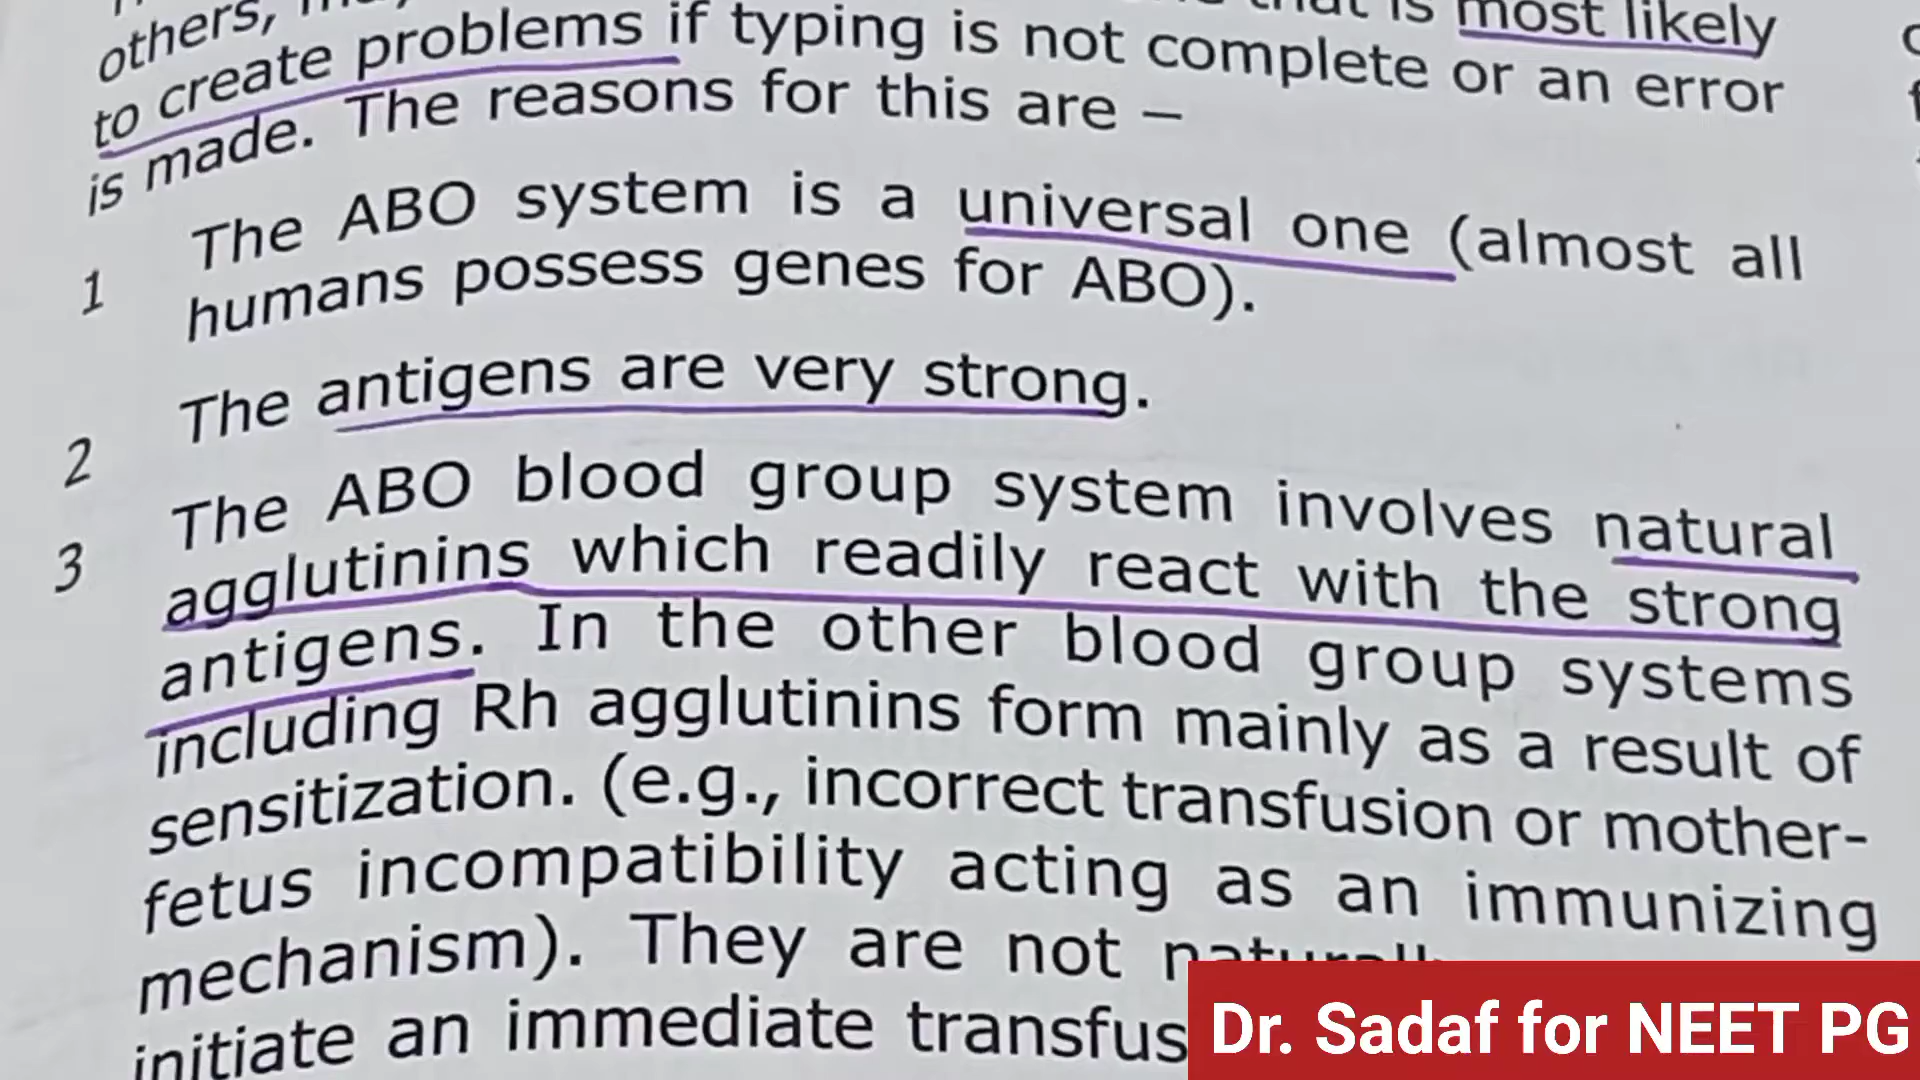 others,
that is most likely
to create problems if typing is not complete or an error
is made. The reasons for this are –
1 The ABO system is a universal one (almost all
humans possess genes for ABO).
2 The antigens are very strong.
3 The ABO blood group system involves natural
agglutinins which readily react with the strong
antigens. In the other blood group systems
including Rh agglutinins form mainly as a result of
sensitization. (e.g., incorrect transfusion or mother-
fetus incompatibility acting as an immunizing
mechanism). They are not
initiate an immediate transfus
Dr. Sadaf for NEET PG